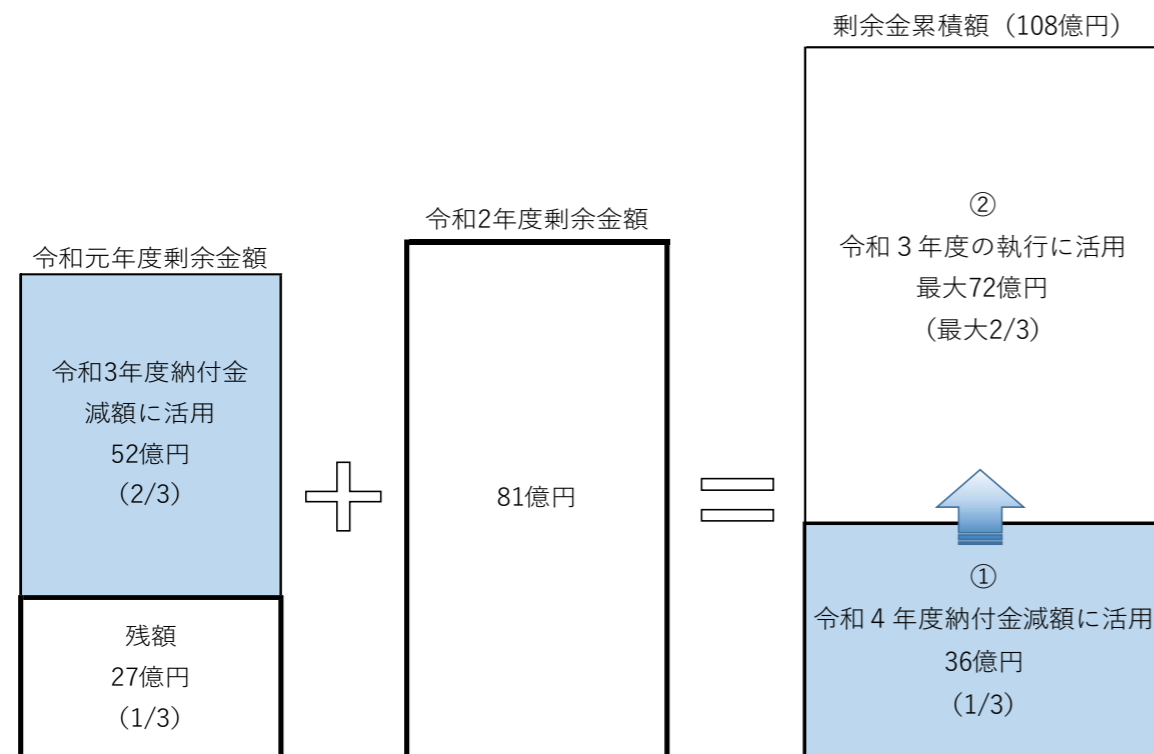 令和元年度剰余金額
令和3年度納付金
減額に活用
52億円
（2/3）
残額
27億円
（1/3）
令和2年度剰余金額
81億円
剰余金累積額（108億円）
②
令和３年度の執行に活用
最大72億円
（最大2/3）
①
令和４年度納付金減額に活用
36億円
（1/3）